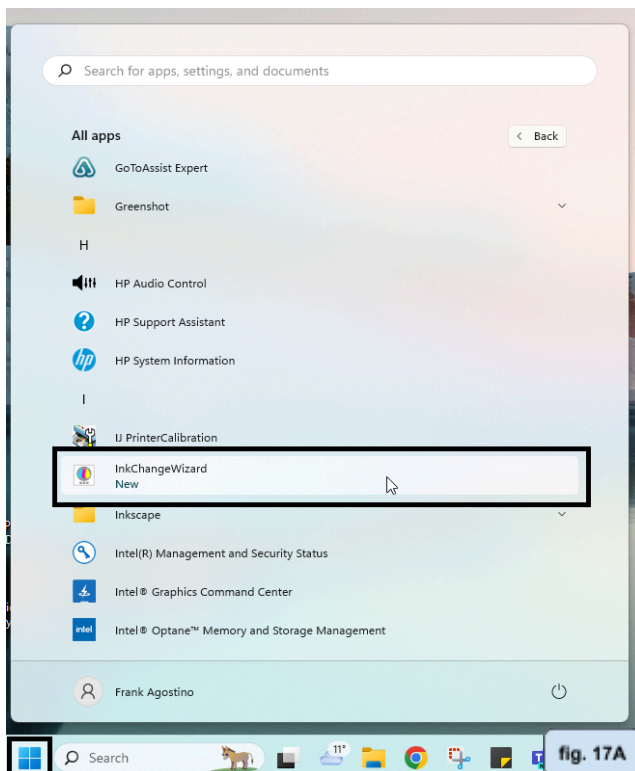 Search for apps, settings, and documents
All apps
< Back
GoToAssist Expert
Greenshot
H
HP Audio Control
hp
HP Support Assistant
HP System Information
I
IJ PrinterCalibration
InkChangeWizard
New
Inkscape
Intel(R) Management and Security Status
Intel® Graphics Command Center
intel
Intel® Optane™ Memory and Storage Management
Frank Agostino
Search
11°
T
fig. 17A